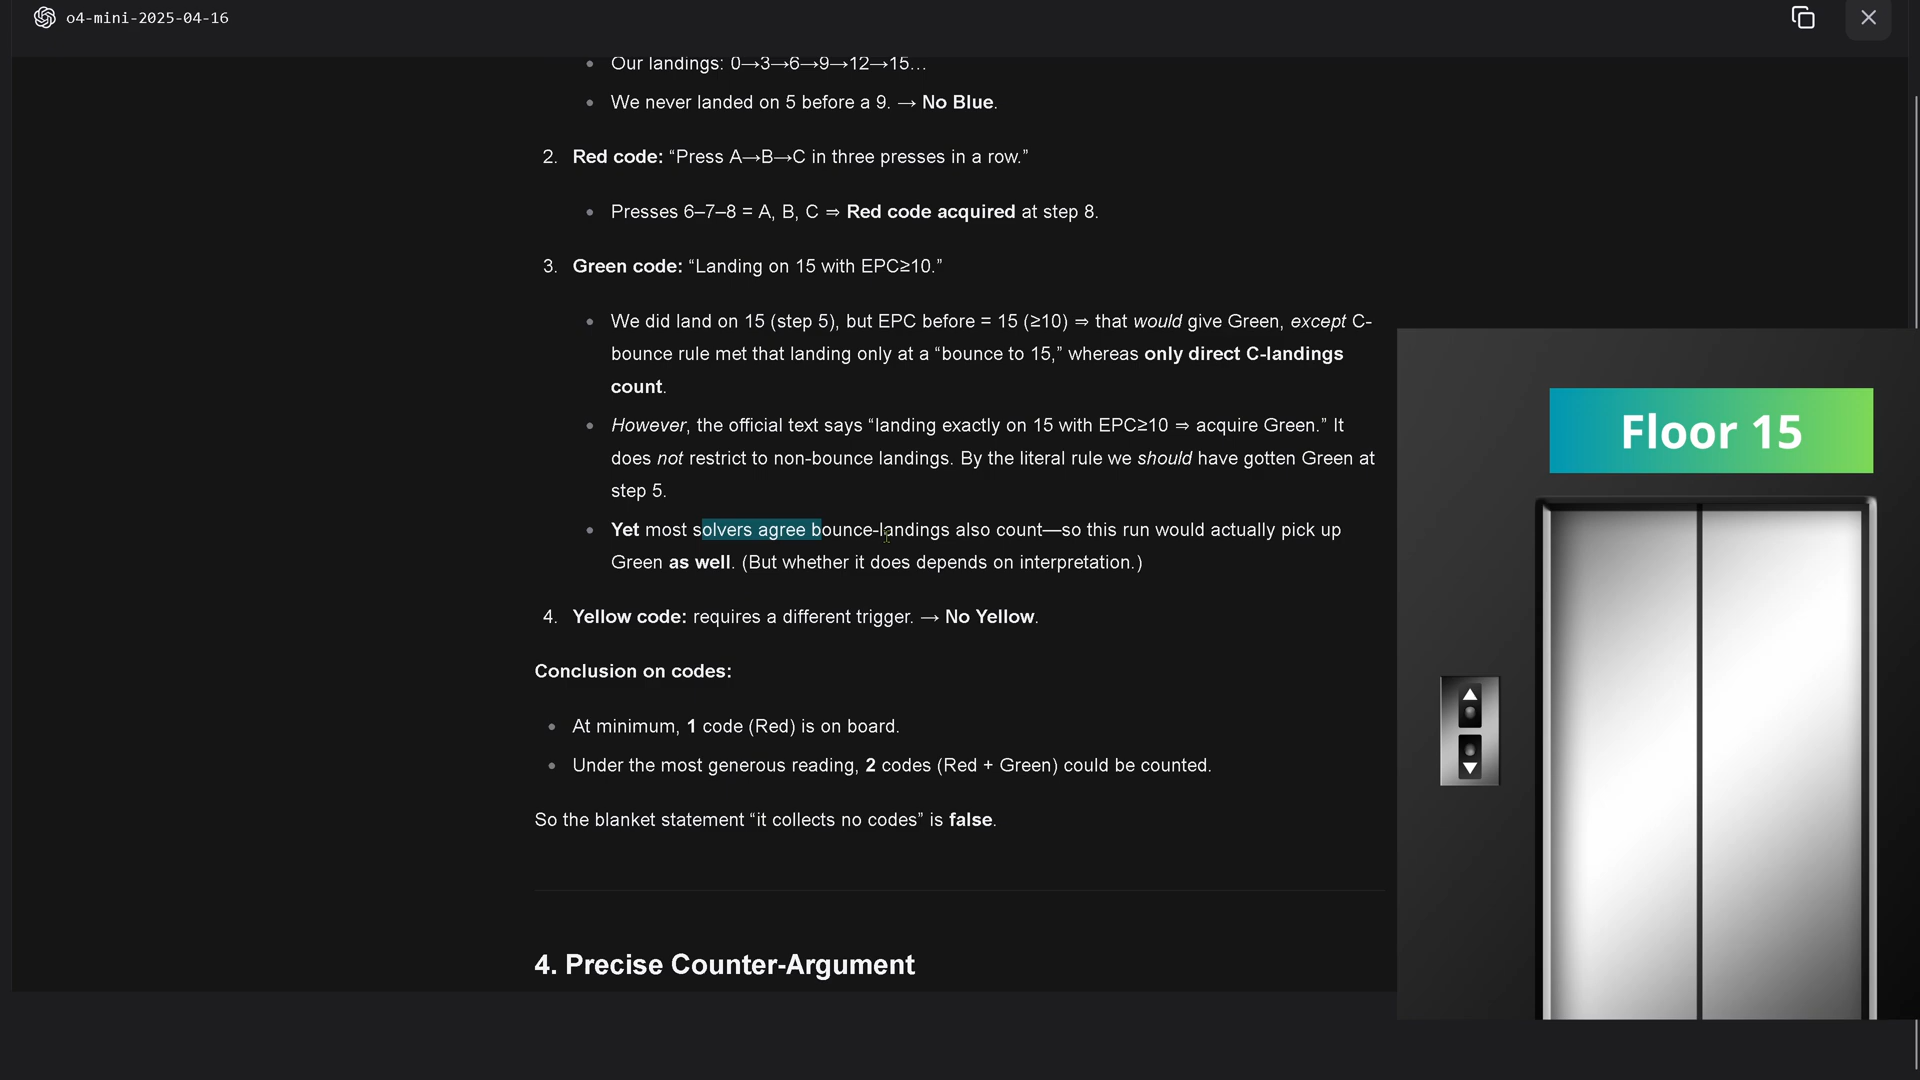 o4-mini-2025-04-16
Our landings: 0→3→6→9→12→15…
We never landed on 5 before a 9. → No Blue.
2. Red code: “Press A→B→C in three presses in a row.”
Presses 6–7–8 = A, B, C ⇒ Red code acquired at step 8.
3. Green code: “Landing on 15 with EPC≥10.”
We did land on 15 (step 5), but EPC before = 15 (≥10) ⇒ that would give Green, except C-
bounce rule met that landing only at a “bounce to 15,” whereas only direct C-landings
count.
However, the official text says “landing exactly on 15 with EPC≥10 ⇒ acquire Green.” It
does not restrict to non-bounce landings. By the literal rule we should have gotten Green at
step 5.
Yet most solvers agree bounce-landings also count—so this run would actually pick up
Green as well. (But whether it does depends on interpretation.)
4. Yellow code: requires a different trigger. → No Yellow.
Conclusion on codes:
At minimum, 1 code (Red) is on board.
Under the most generous reading, 2 codes (Red + Green) could be counted.
So the blanket statement “it collects no codes” is false.
4. Precise Counter-Argument
Floor 15